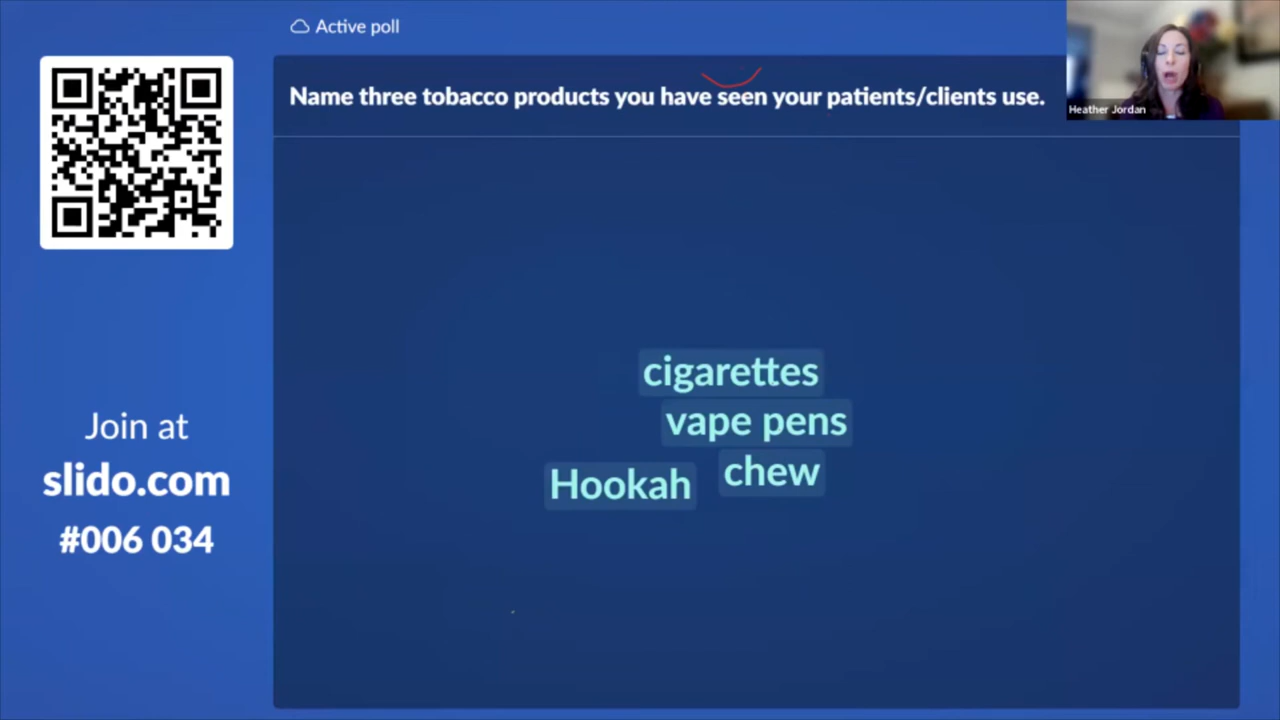 Active poll
Name three tobacco products you have seen your patients/clients use.
Heather Jordan
cigarettes
vape pens
chew
Hookah
Join at
slido.com
#006 034